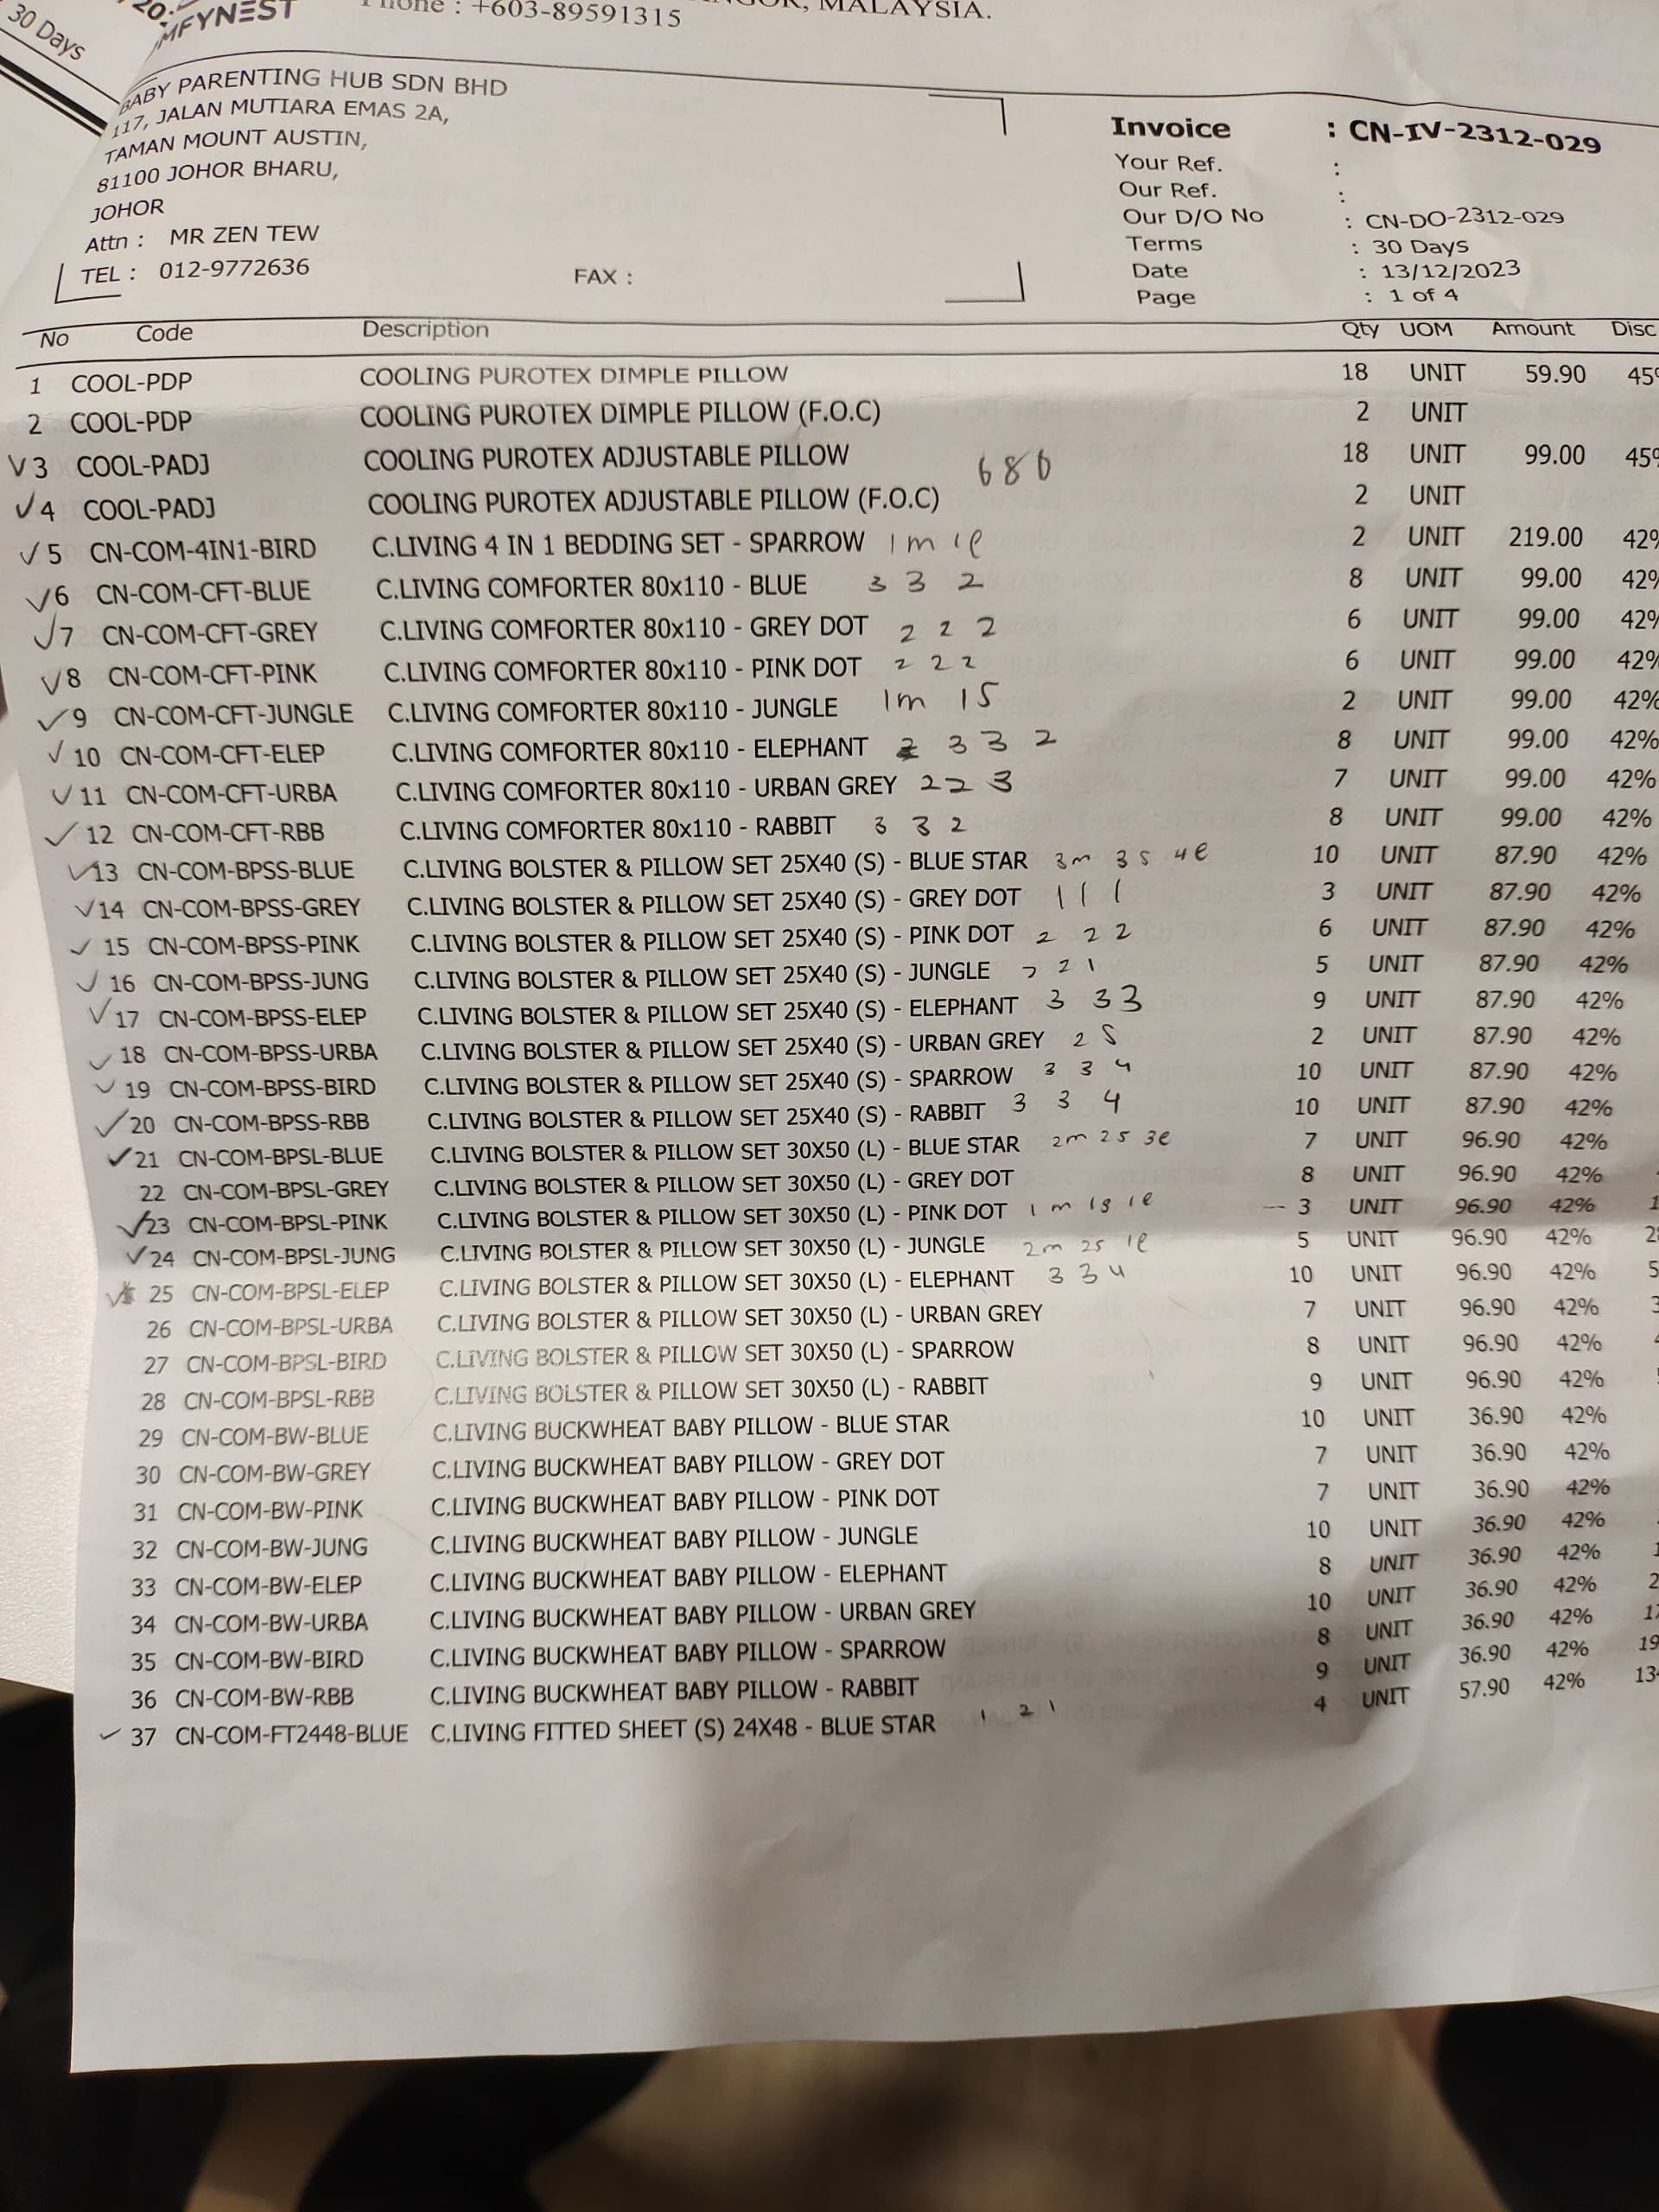 30 Days
MFYNEST
Phone : +603-89591315
MALAYSIA.
BABY PARENTING HUB SDN BHD
117, JALAN MUTIARA EMAS 2A,
TAMAN MOUNT AUSTIN,
81100 JOHOR BHARU,
JOHOR
Attn : MR ZEN TEW
TEL : 012-9772636 FAX :
Invoice : CN-IV-2312-029
Your Ref. :
Our Ref. :
Our D/O No : CN-DO-2312-029
Terms : 30 Days
Date : 13/12/2023
Page : 1 of 4
No Code Description Qty UOM Amount Disc
1 COOL-PDP COOLING PUROTEX DIMPLE PILLOW 18 UNIT 59.90 45
2 COOL-PDP COOLING PUROTEX DIMPLE PILLOW (F.O.C) 2 UNIT
✓ 3 COOL-PADJ COOLING PUROTEX ADJUSTABLE PILLOW 680 18 UNIT 99.00 45
✓ 4 COOL-PADJ COOLING PUROTEX ADJUSTABLE PILLOW (F.O.C) 2 UNIT
✓ 5 CN-COM-4IN1-BIRD C.LIVING 4 IN 1 BEDDING SET - SPARROW 1m 1e 2 UNIT 219.00 42%
✓ 6 CN-COM-CFT-BLUE C.LIVING COMFORTER 80x110 - BLUE 3 3 2 8 UNIT 99.00 42%
✓ 7 CN-COM-CFT-GREY C.LIVING COMFORTER 80x110 - GREY DOT 2 2 2 6 UNIT 99.00 42%
✓ 8 CN-COM-CFT-PINK C.LIVING COMFORTER 80x110 - PINK DOT 2 2 2 6 UNIT 99.00 42%
✓ 9 CN-COM-CFT-JUNGLE C.LIVING COMFORTER 80x110 - JUNGLE 1m 1S 2 UNIT 99.00 42%
✓ 10 CN-COM-CFT-ELEP C.LIVING COMFORTER 80x110 - ELEPHANT 3 3 2 8 UNIT 99.00 42%
✓ 11 CN-COM-CFT-URBA C.LIVING COMFORTER 80x110 - URBAN GREY 2 2 3 7 UNIT 99.00 42%
✓ 12 CN-COM-CFT-RBB C.LIVING COMFORTER 80x110 - RABBIT 3 3 2 8 UNIT 99.00 42%
✓ 13 CN-COM-BPSS-BLUE C.LIVING BOLSTER & PILLOW SET 25X40 (S) - BLUE STAR 3m 3s 4e 10 UNIT 87.90 42%
✓ 14 CN-COM-BPSS-GREY C.LIVING BOLSTER & PILLOW SET 25X40 (S) - GREY DOT 1 1 1 3 UNIT 87.90 42%
✓ 15 CN-COM-BPSS-PINK C.LIVING BOLSTER & PILLOW SET 25X40 (S) - PINK DOT 2 2 2 6 UNIT 87.90 42%
✓ 16 CN-COM-BPSS-JUNG C.LIVING BOLSTER & PILLOW SET 25X40 (S) - JUNGLE 2 2 1 5 UNIT 87.90 42%
✓ 17 CN-COM-BPSS-ELEP C.LIVING BOLSTER & PILLOW SET 25X40 (S) - ELEPHANT 3 3 3 9 UNIT 87.90 42%
✓ 18 CN-COM-BPSS-URBA C.LIVING BOLSTER & PILLOW SET 25X40 (S) - URBAN GREY 2 S 2 UNIT 87.90 42%
✓ 19 CN-COM-BPSS-BIRD C.LIVING BOLSTER & PILLOW SET 25X40 (S) - SPARROW 3 3 4 10 UNIT 87.90 42%
✓ 20 CN-COM-BPSS-RBB C.LIVING BOLSTER & PILLOW SET 25X40 (S) - RABBIT 3 3 4 10 UNIT 87.90 42%
✓ 21 CN-COM-BPSL-BLUE C.LIVING BOLSTER & PILLOW SET 30X50 (L) - BLUE STAR 2m 2s 3e 7 UNIT 96.90 42%
22 CN-COM-BPSL-GREY C.LIVING BOLSTER & PILLOW SET 30X50 (L) - GREY DOT 8 UNIT 96.90 42%
✓ 23 CN-COM-BPSL-PINK C.LIVING BOLSTER & PILLOW SET 30X50 (L) - PINK DOT 1m 1s 1e 3 UNIT 96.90 42% 1
✓ 24 CN-COM-BPSL-JUNG C.LIVING BOLSTER & PILLOW SET 30X50 (L) - JUNGLE 2m 2s 1e 5 UNIT 96.90 42% 28
✓ 25 CN-COM-BPSL-ELEP C.LIVING BOLSTER & PILLOW SET 30X50 (L) - ELEPHANT 3 3 4 10 UNIT 96.90 42% 5
26 CN-COM-BPSL-URBA C.LIVING BOLSTER & PILLOW SET 30X50 (L) - URBAN GREY 7 UNIT 96.90 42% 3
27 CN-COM-BPSL-BIRD C.LIVING BOLSTER & PILLOW SET 30X50 (L) - SPARROW 8 UNIT 96.90 42%
28 CN-COM-BPSL-RBB C.LIVING BOLSTER & PILLOW SET 30X50 (L) - RABBIT 9 UNIT 96.90 42%
29 CN-COM-BW-BLUE C.LIVING BUCKWHEAT BABY PILLOW - BLUE STAR 10 UNIT 36.90 42%
30 CN-COM-BW-GREY C.LIVING BUCKWHEAT BABY PILLOW - GREY DOT 7 UNIT 36.90 42%
31 CN-COM-BW-PINK C.LIVING BUCKWHEAT BABY PILLOW - PINK DOT 7 UNIT 36.90 42%
32 CN-COM-BW-JUNG C.LIVING BUCKWHEAT BABY PILLOW - JUNGLE 10 UNIT 36.90 42%
33 CN-COM-BW-ELEP C.LIVING BUCKWHEAT BABY PILLOW - ELEPHANT 8 UNIT 36.90 42% 1
34 CN-COM-BW-URBA C.LIVING BUCKWHEAT BABY PILLOW - URBAN GREY 10 UNIT 36.90 42% 2
35 CN-COM-BW-BIRD C.LIVING BUCKWHEAT BABY PILLOW - SPARROW 8 UNIT 36.90 42% 17
36 CN-COM-BW-RBB C.LIVING BUCKWHEAT BABY PILLOW - RABBIT 9 UNIT 36.90 42% 19
✓ 37 CN-COM-FT2448-BLUE C.LIVING FITTED SHEET (S) 24X48 - BLUE STAR 1 2 1 4 UNIT 57.90 42% 13